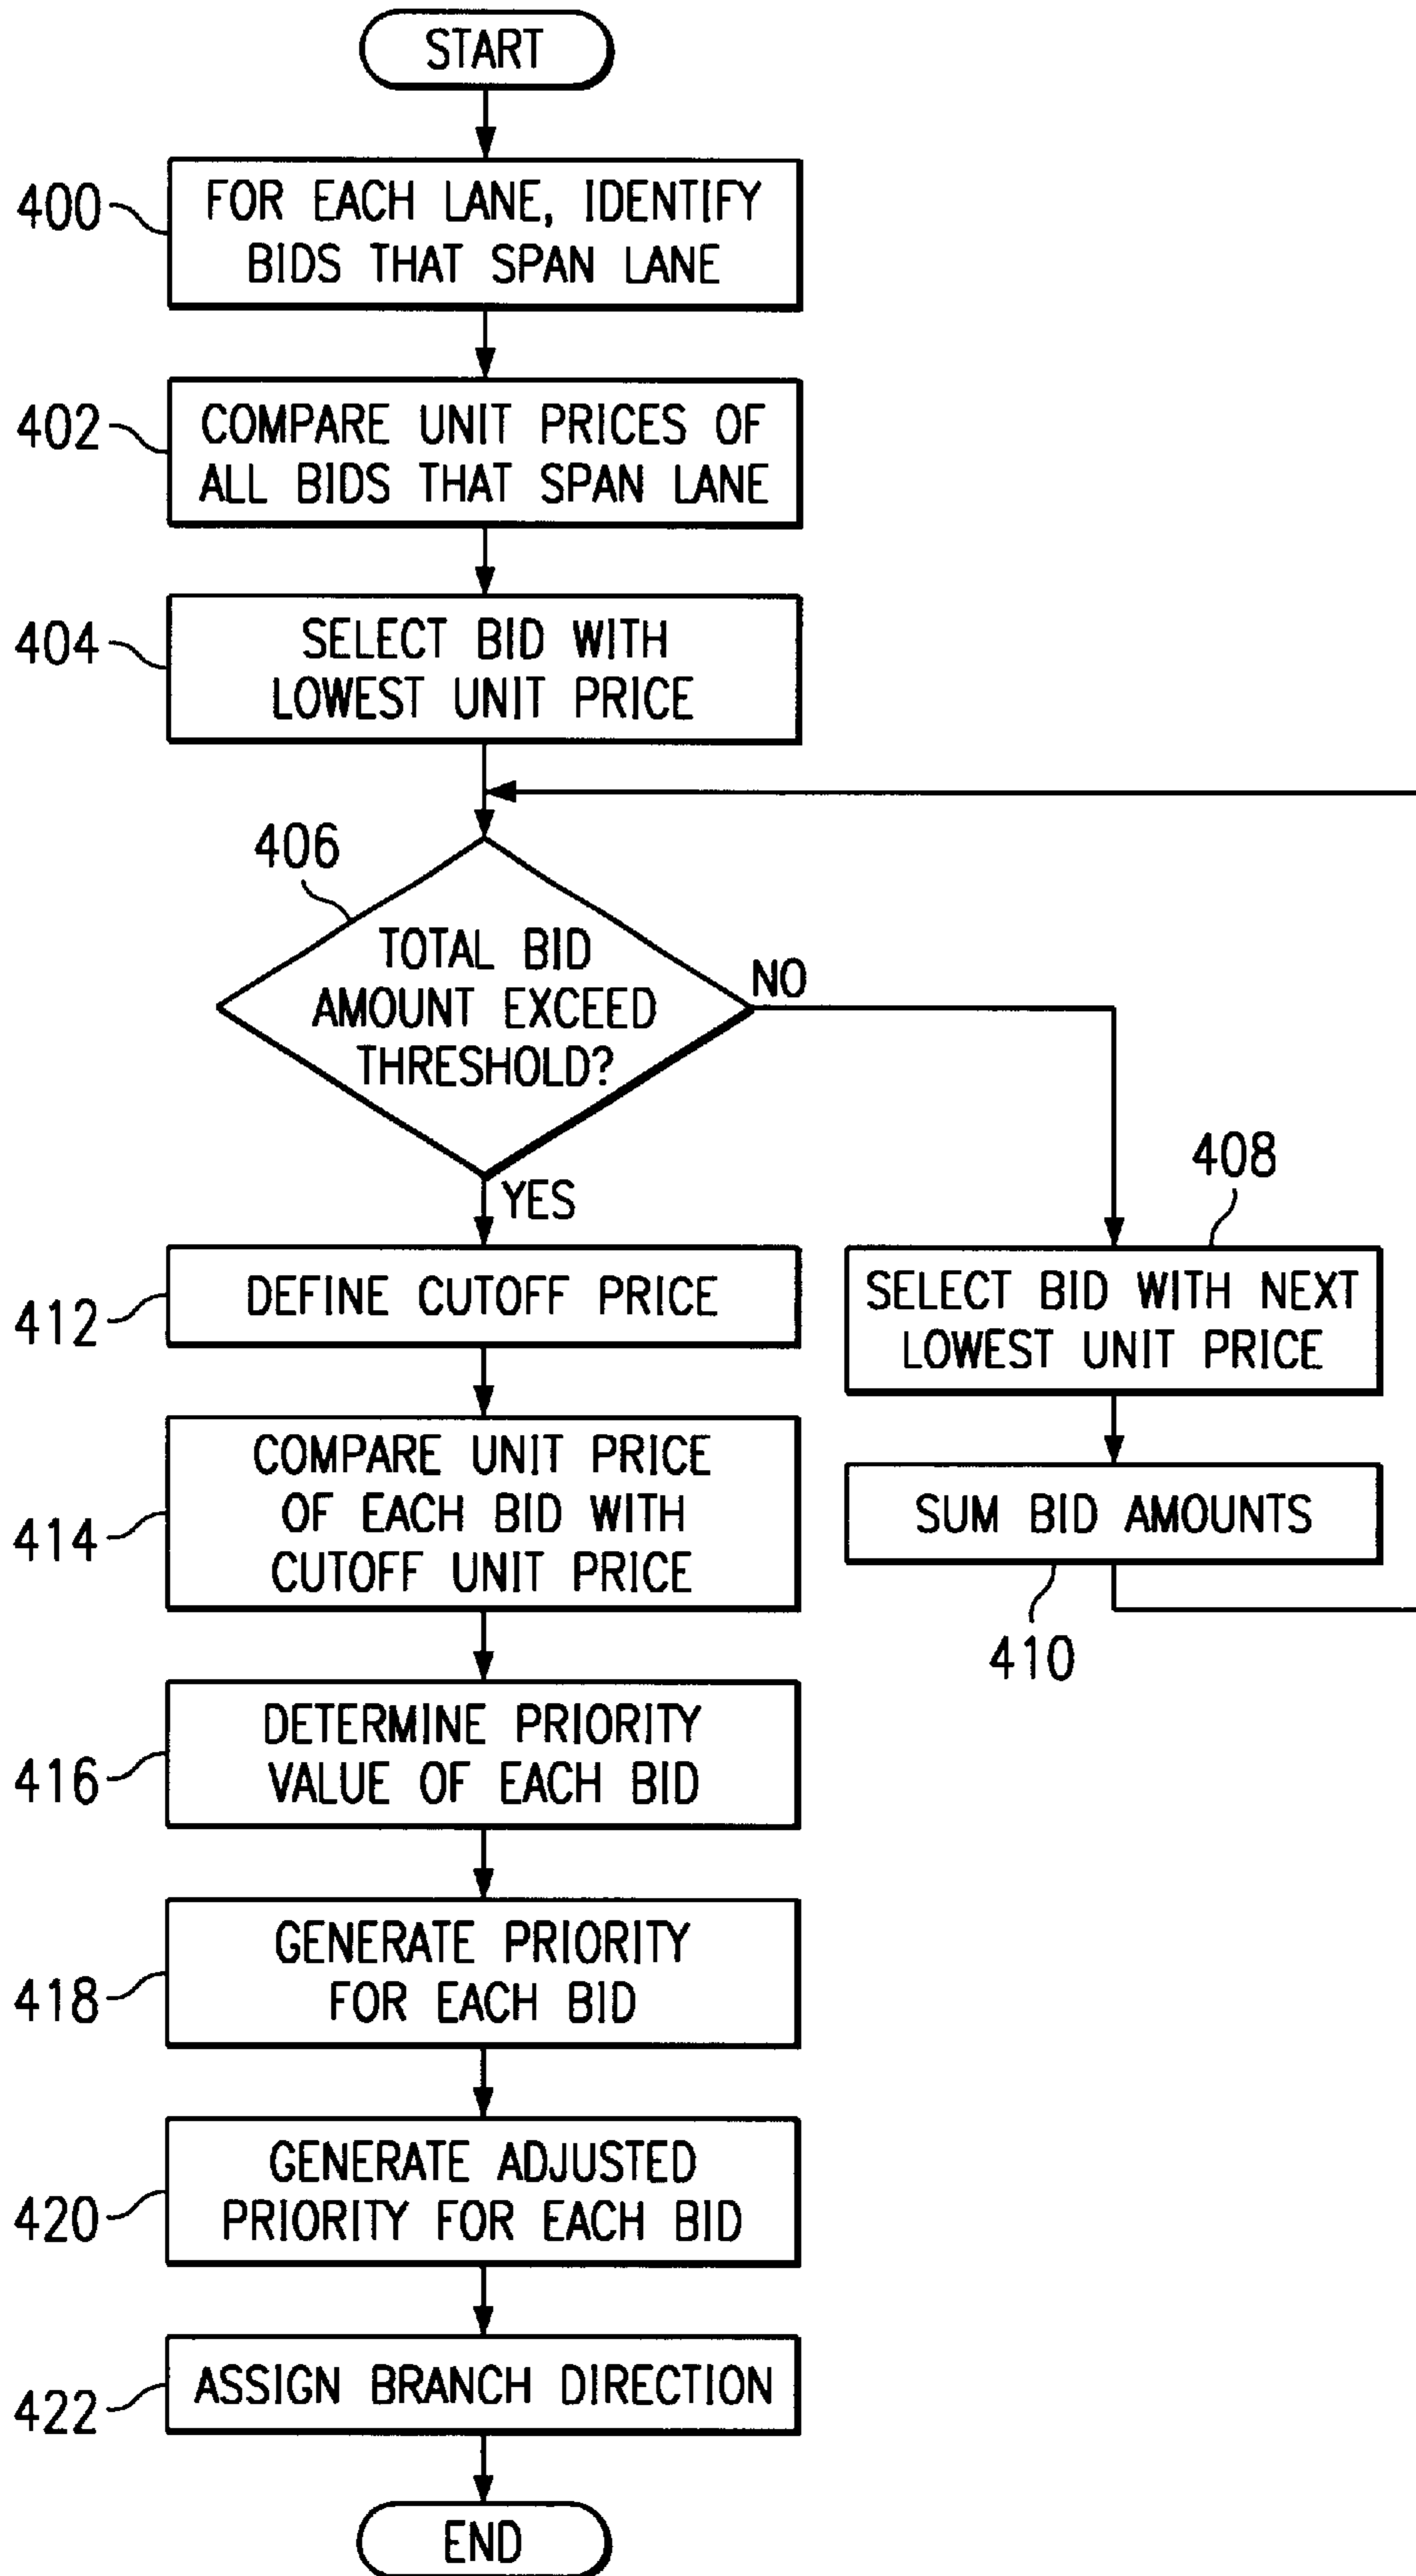 START
400
FOR EACH LANE, IDENTIFY
BIDS THAT SPAN LANE
402
COMPARE UNIT PRICES OF
ALL BIDS THAT SPAN LANE
404
SELECT BID WITH
LOWEST UNIT PRICE
406
TOTAL BID
AMOUNT EXCEED
THRESHOLD?
NO
YES
408
SELECT BID WITH NEXT
LOWEST UNIT PRICE
SUM BID AMOUNTS
410
412
DEFINE CUTOFF PRICE
414
COMPARE UNIT PRICE
OF EACH BID WITH
CUTOFF UNIT PRICE
416
DETERMINE PRIORITY
VALUE OF EACH BID
418
GENERATE PRIORITY
FOR EACH BID
420
GENERATE ADJUSTED
PRIORITY FOR EACH BID
422
ASSIGN BRANCH DIRECTION
END